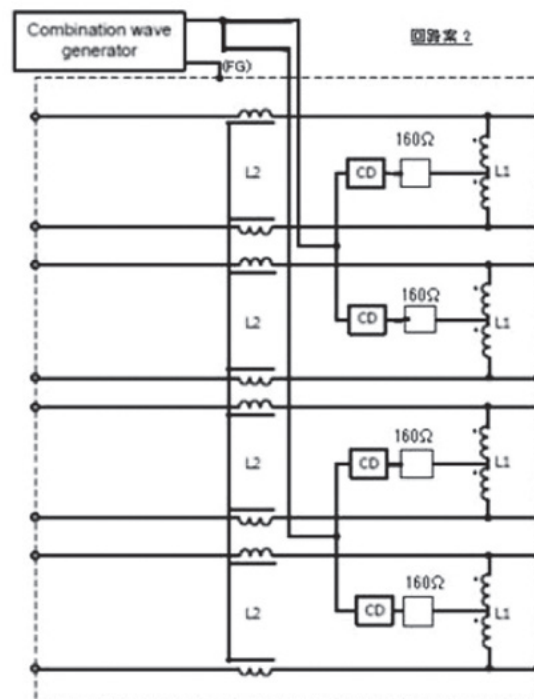 Combination wave
generator
回路案 2
(FG)
160Ω
CD
L2
L1
160Ω
CD
L2
L1
160Ω
CD
L2
L1
160Ω
CD
L2
L1